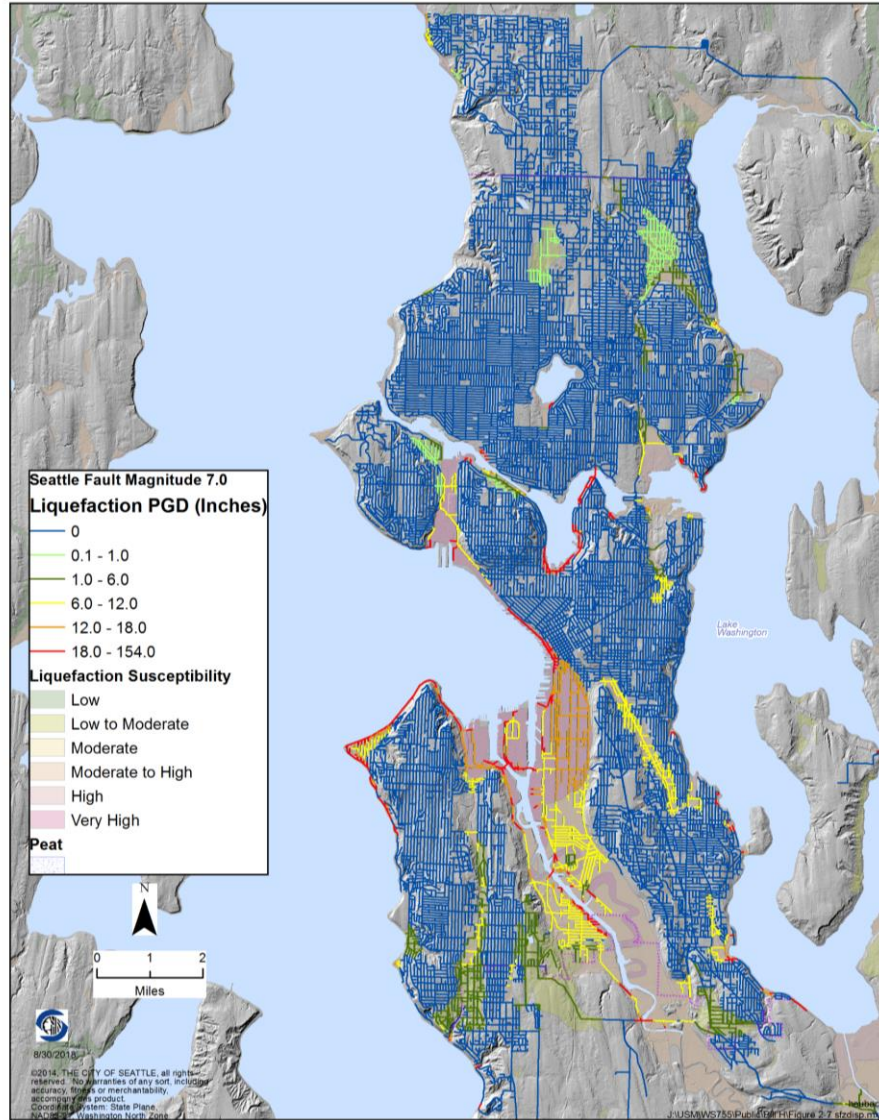 Seattle Fault Magnitude 7.0
Liquefaction PGD (Inches)
0
0.1 - 1.0
1.0 - 6.0
6.0 - 12.0
12.0 - 18.0
18.0 - 154.0
Liquefaction Susceptibility
Low
Low to Moderate
Moderate
Moderate to High
High
Very High
Peat
N
0 1 2
Miles
Lake
Washington
8/30/2018
©2014, THE CITY OF SEATTLE, all rights
reserved. No warranties of any sort, including
accuracy, fitness or merchantability,
accompany this product.
Coordinate System: State Plane,
Washington North Zone